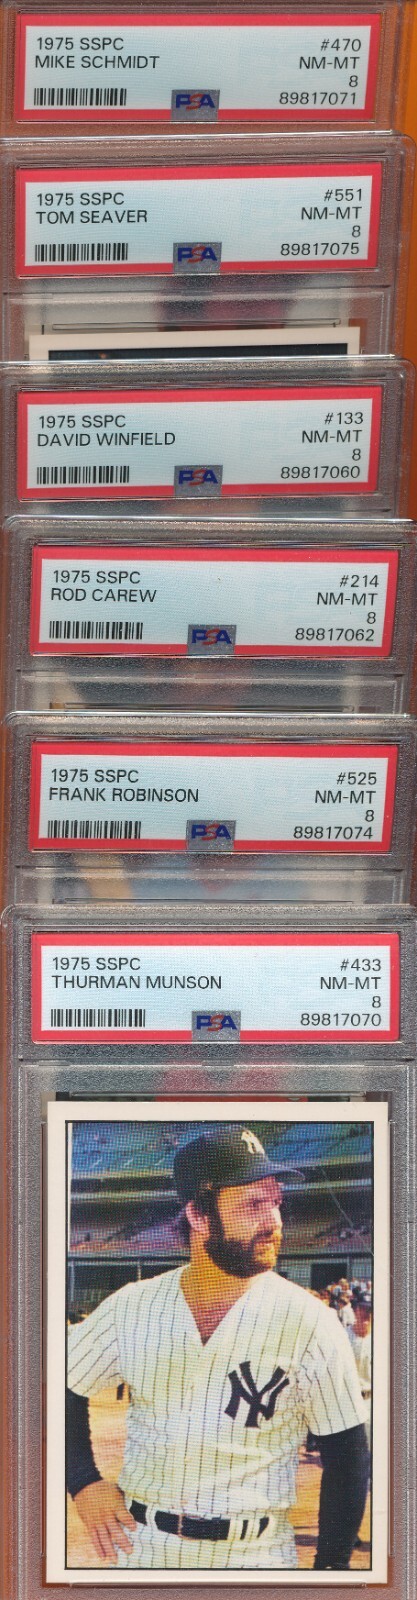 1975 SSPC #470
MIKE SCHMIDT NM-MT
8
PSA 89817071
1975 SSPC #551
TOM SEAVER NM-MT
8
PSA 89817075
1975 SSPC #133
DAVID WINFIELD NM-MT
8
PSA 89817060
1975 SSPC #214
ROD CAREW NM-MT
8
PSA 89817062
1975 SSPC #525
FRANK ROBINSON NM-MT
8
PSA 89817074
1975 SSPC #433
THURMAN MUNSON NM-MT
8
PSA 89817070
NY
NY